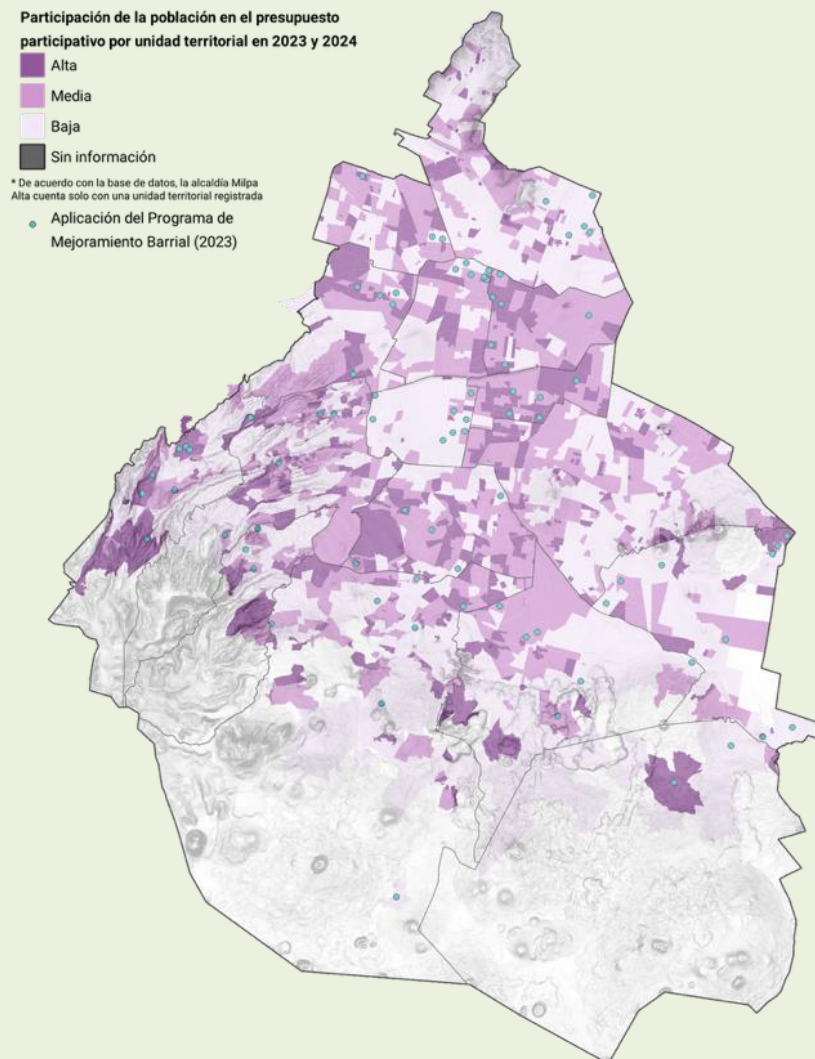 Participación de la población en el presupuesto
participativo por unidad territorial en 2023 y 2024
Alta
Media
Baja
Sin información
* De acuerdo con la base de datos, la alcaldía Milpa
Alta cuenta solo con una unidad territorial registrada
Aplicación del Programa de
Mejoramiento Barrial (2023)